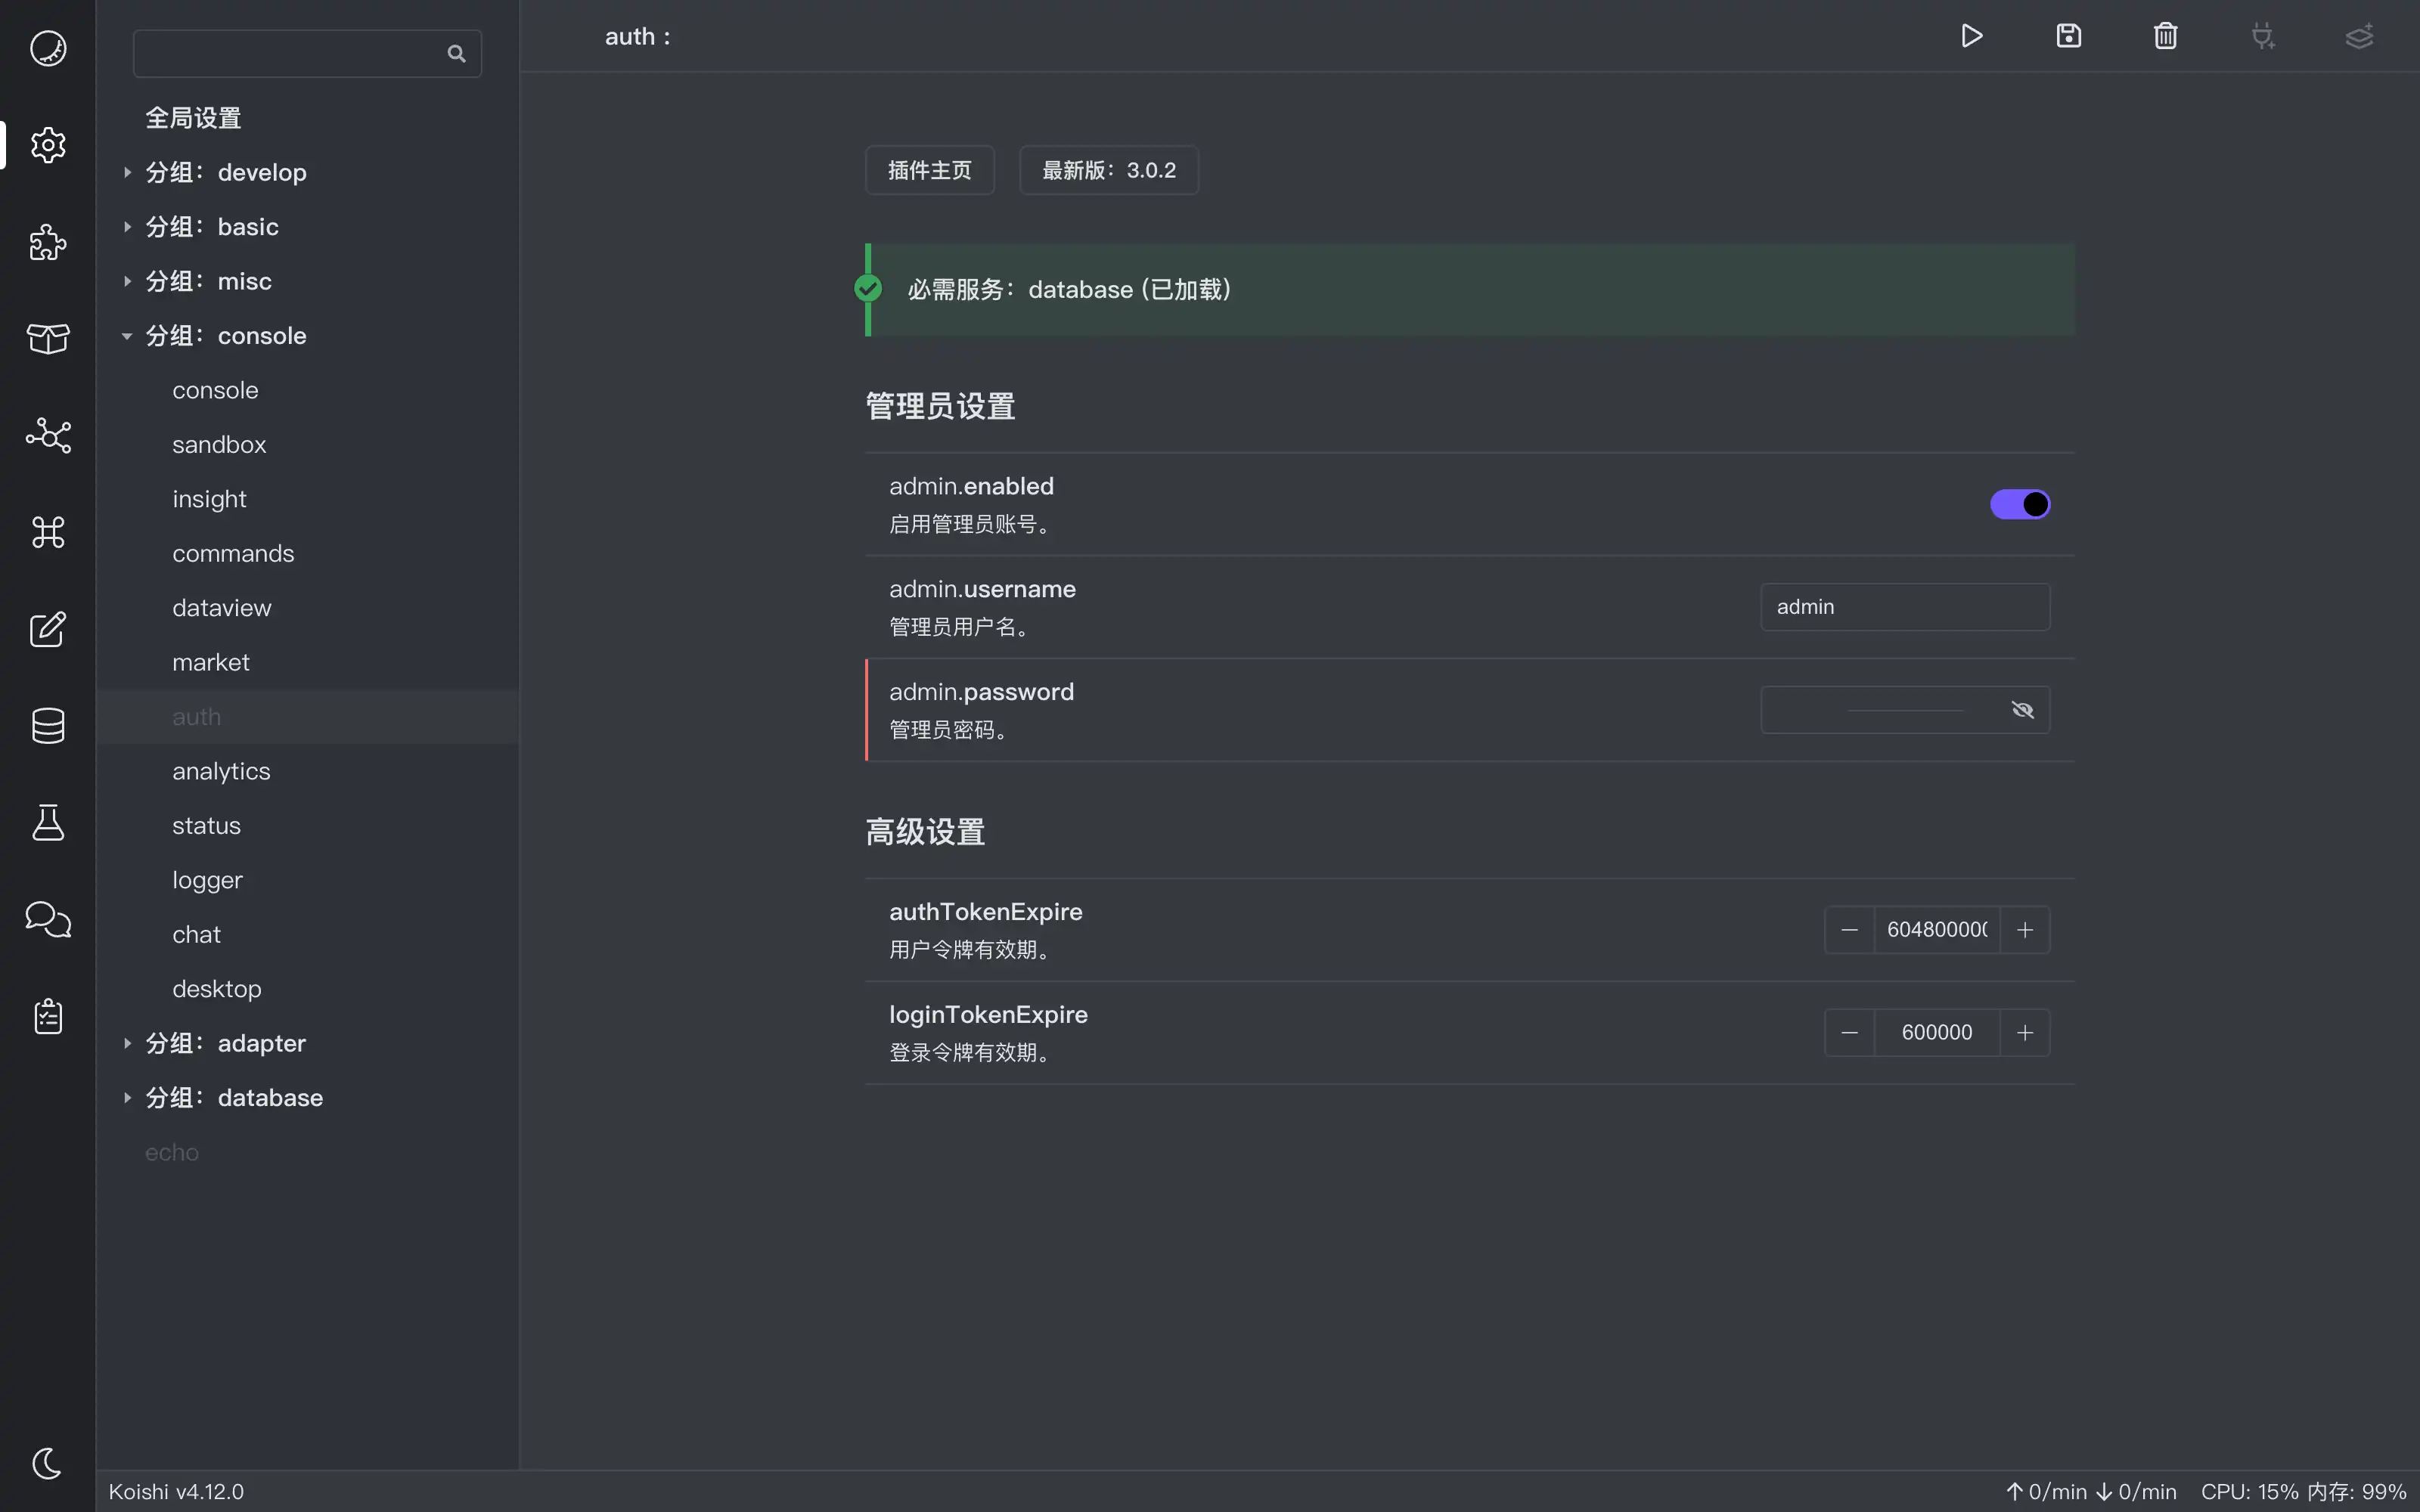 auth :
全局设置
分组： develop
分组： basic
分组： misc
分组： console
console
sandbox
insight
commands
dataview
market
auth
analytics
status
logger
chat
desktop
分组： adapter
分组： database
echo
插件主页
最新版： 3.0.2
必需服务： database (已加载)
管理员设置
admin.enabled
启用管理员账号。
admin.username
管理员用户名。
admin
admin.password
管理员密码。
高级设置
authTokenExpire
用户令牌有效期。
604800000
loginTokenExpire
登录令牌有效期。
600000
Koishi v4.12.0
↑ 0/min ↓ 0/min
CPU: 15% 内存: 99%